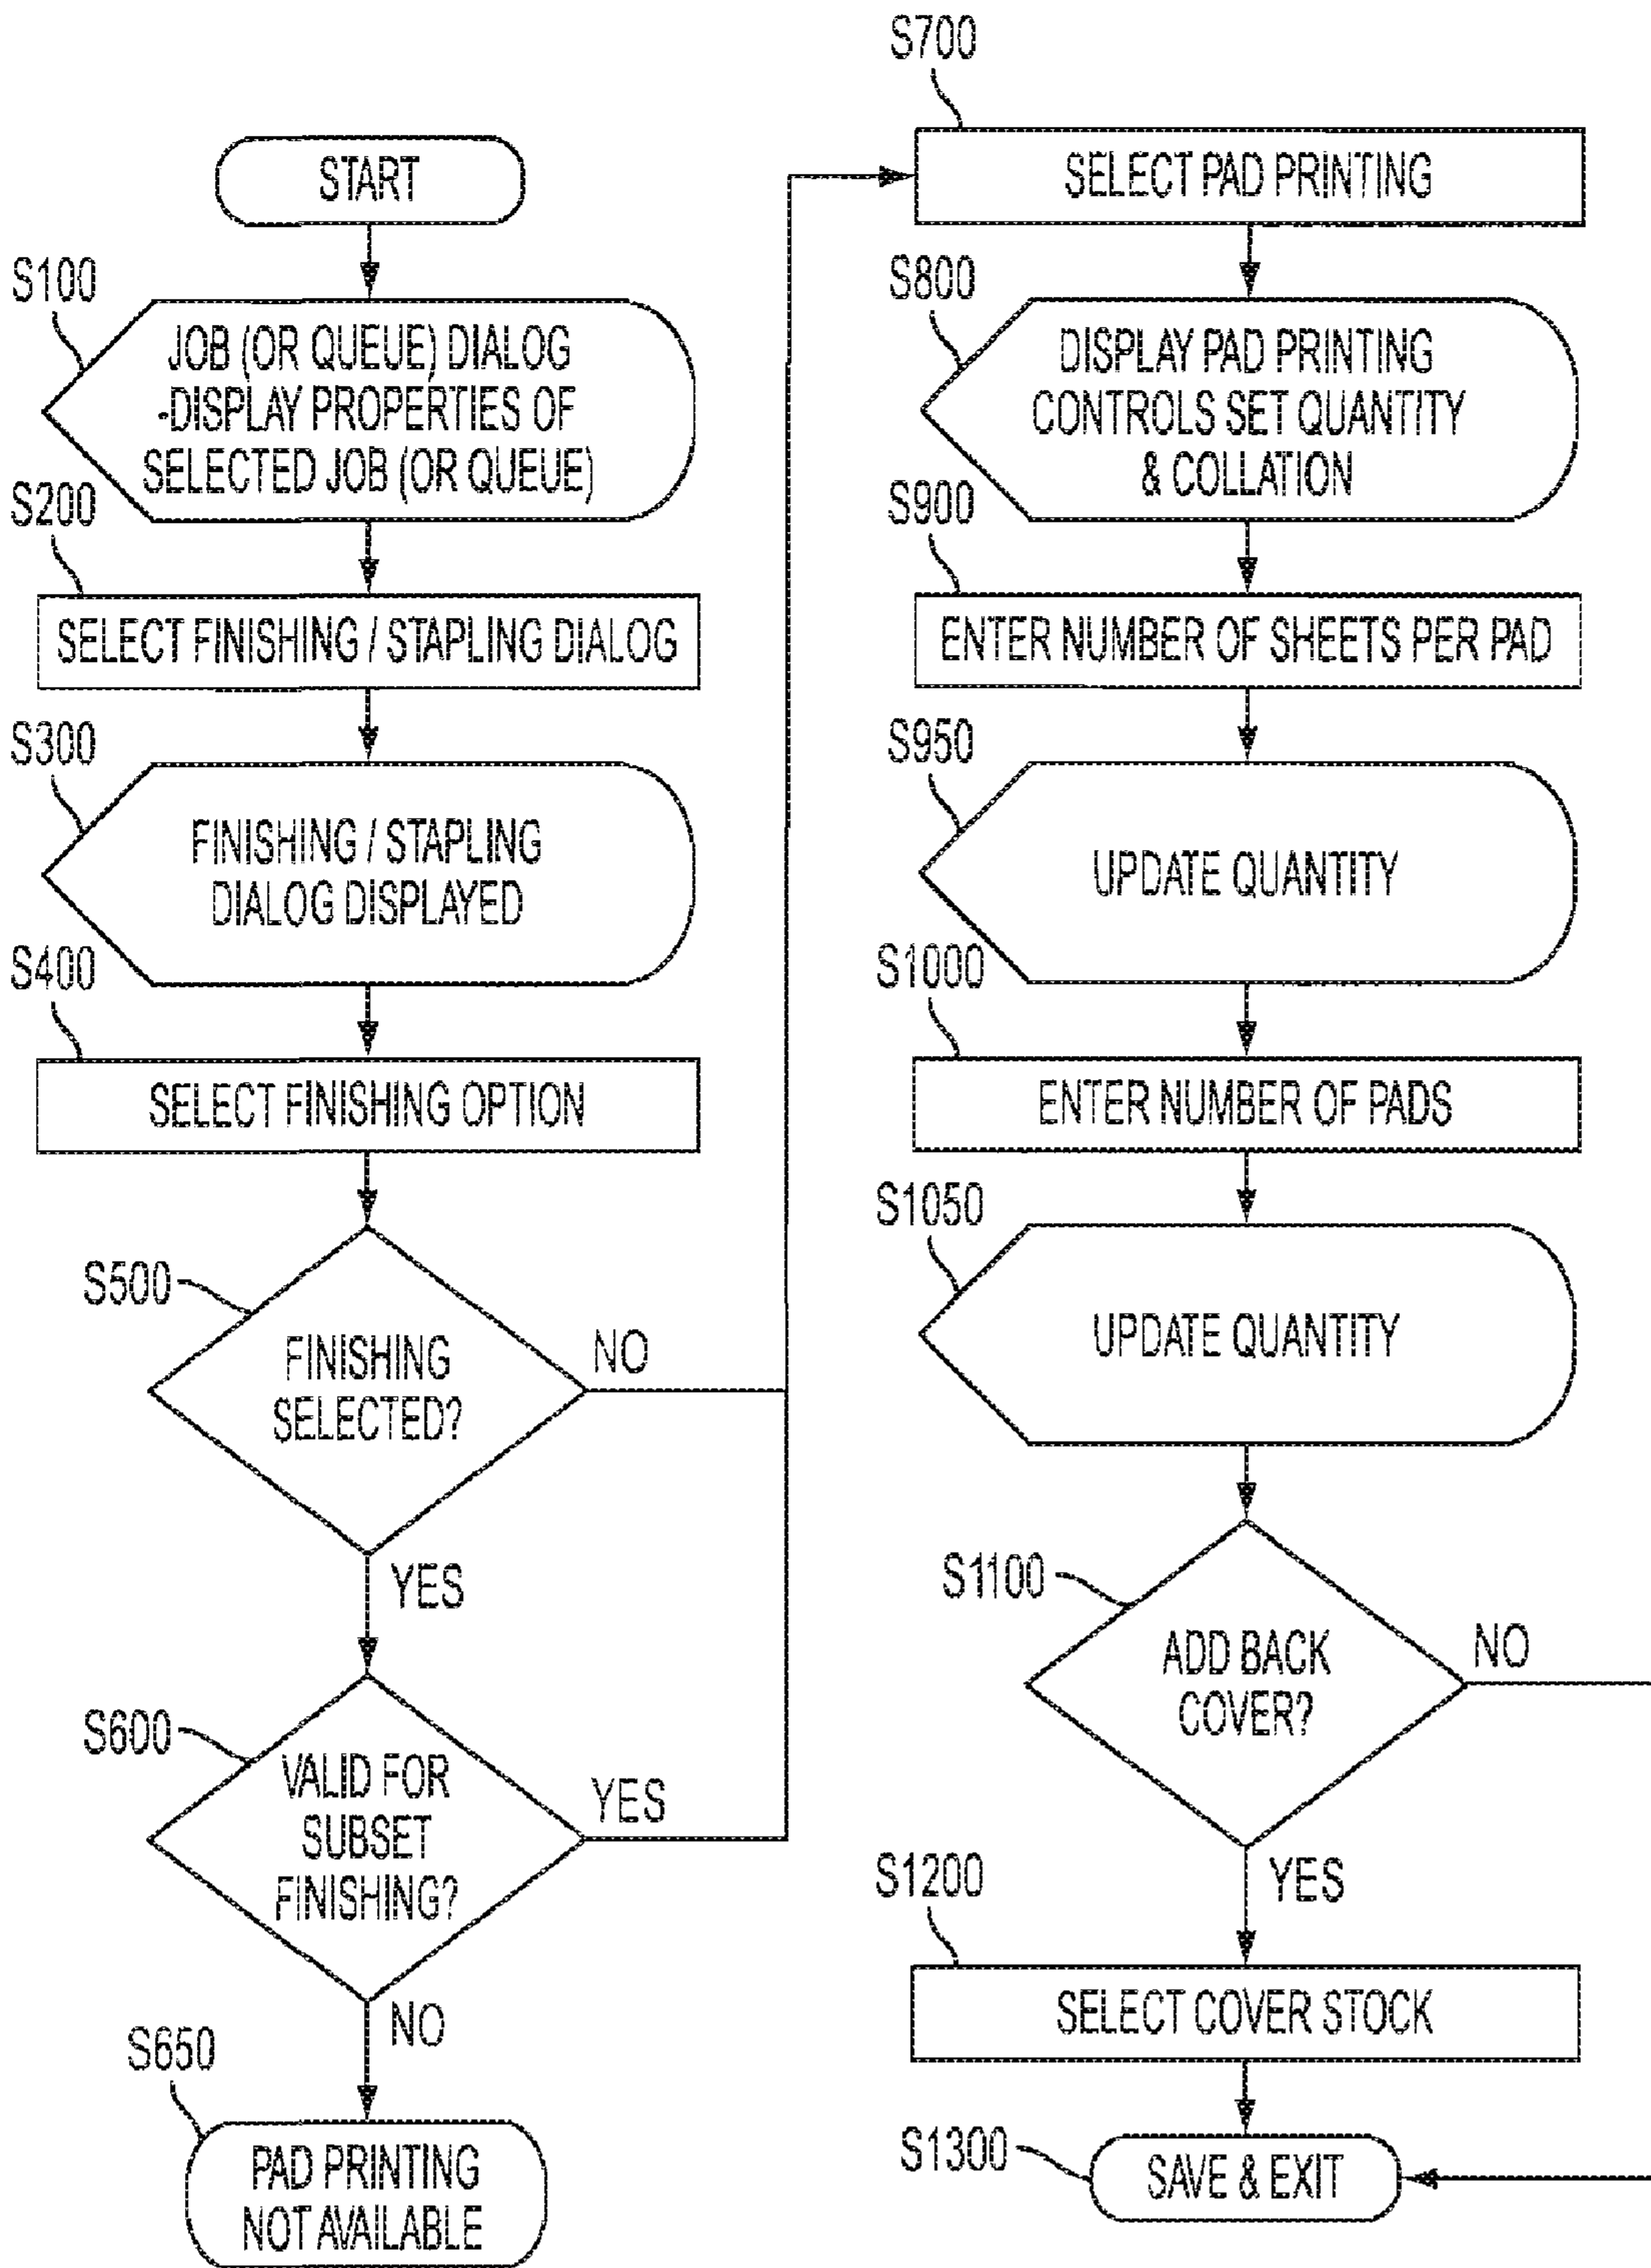 START
S100
JOB (OR QUEUE) DIALOG
-DISPLAY PROPERTIES OF
SELECTED JOB (OR QUEUE)
S200
SELECT FINISHING / STAPLING DIALOG
S300
FINISHING / STAPLING
DIALOG DISPLAYED
S400
SELECT FINISHING OPTION
S500
FINISHING
SELECTED?
NO
YES
S600
VALID FOR
SUBSET
FINISHING?
YES
NO
S650
PAD PRINTING
NOT AVAILABLE
S700
SELECT PAD PRINTING
S800
DISPLAY PAD PRINTING
CONTROLS SET QUANTITY
& COLLATION
S900
ENTER NUMBER OF SHEETS PER PAD
S950
UPDATE QUANTITY
S1000
ENTER NUMBER OF PADS
S1050
UPDATE QUANTITY
S1100
ADD BACK
COVER?
NO
YES
S1200
SELECT COVER STOCK
S1300
SAVE & EXIT